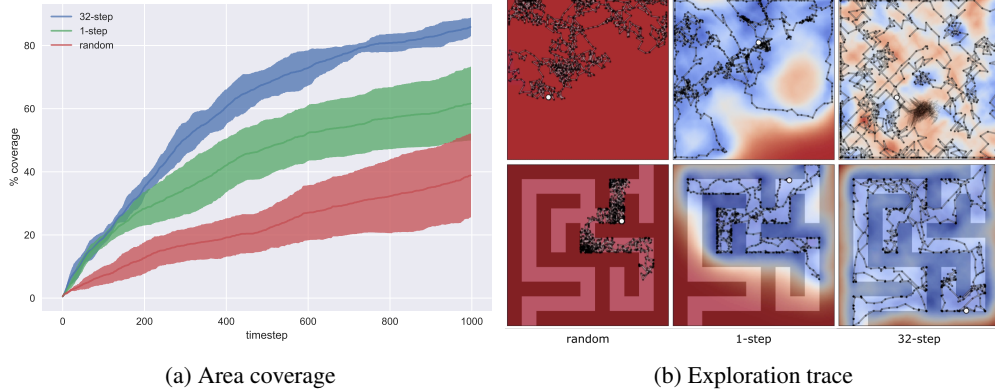 32-step
1-step
random
% coverage
80
60
40
20
0
0 200 400 600 800 1000
timestep
random 1-step 32-step
(a) Area coverage
(b) Exploration trace